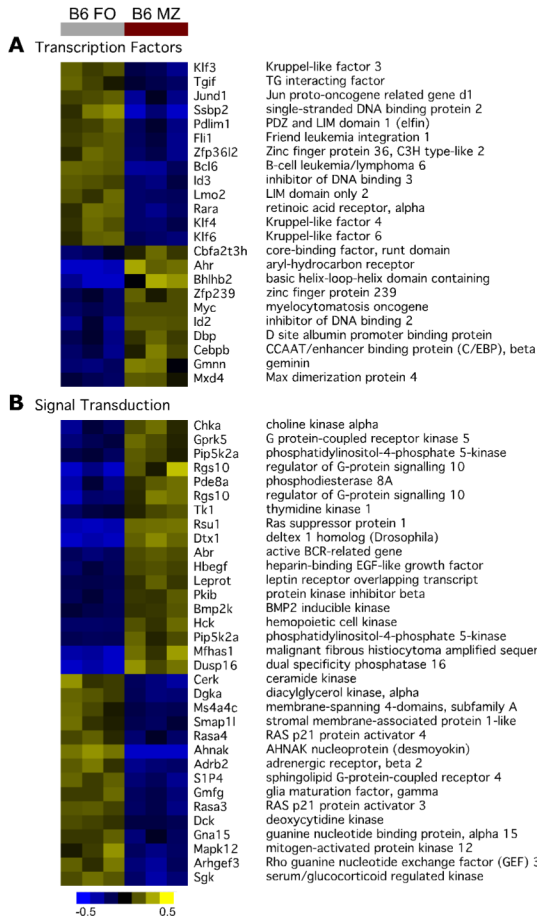 B6 FO B6 MZ
A Transcription Factors
Klf3 Kruppel-like factor 3
Tgif TG interacting factor
Jund1 Jun proto-oncogene related gene d1
Ssbp2 single-stranded DNA binding protein 2
Pdlim1 PDZ and LIM domain 1 (elfin)
Fli1 Friend leukemia integration 1
Zfp36l2 Zinc finger protein 36, C3H type-like 2
Bcl6 B-cell leukemia/lymphoma 6
Id3 inhibitor of DNA binding 3
Lmo2 LIM domain only 2
Rara retinoic acid receptor, alpha
Klf4 Kruppel-like factor 4
Klf6 Kruppel-like factor 6
Cbfa2t3h core-binding factor, runt domain
Ahr aryl-hydrocarbon receptor
Bhlhb2 basic helix-loop-helix domain containing
Zfp239 zinc finger protein 239
Myc myelocytomatosis oncogene
Id2 inhibitor of DNA binding 2
Dbp D site albumin promoter binding protein
Cebpb CCAAT/enhancer binding protein (C/EBP), beta
Gmnn geminin
Mxd4 Max dimerization protein 4
B Signal Transduction
Chka choline kinase alpha
Gprk5 G protein-coupled receptor kinase 5
Pip5k2a phosphatidylinositol-4-phosphate 5-kinase
Rgs10 regulator of G-protein signalling 10
Pde8a phosphodiesterase 8A
Rgs10 regulator of G-protein signalling 10
Tk1 thymidine kinase 1
Rsu1 Ras suppressor protein 1
Dtx1 deltex 1 homolog (Drosophila)
Abr active BCR-related gene
Hbegf heparin-binding EGF-like growth factor
Leprot leptin receptor overlapping transcript
Pkib protein kinase inhibitor beta
Bmp2k BMP2 inducible kinase
Hck hemopoietic cell kinase
Pip5k2a phosphatidylinositol-4-phosphate 5-kinase
Mfhas1 malignant fibrous histiocytoma amplified sequen
Dusp16 dual specificity phosphatase 16
Cerk ceramide kinase
Dgka diacylglycerol kinase, alpha
Ms4a4c membrane-spanning 4-domains, subfamily A
Smap1l stromal membrane-associated protein 1-like
Rasa4 RAS p21 protein activator 4
Ahnak AHNAK nucleoprotein (desmoyokin)
Adrb2 adrenergic receptor, beta 2
S1P4 sphingolipid G-protein-coupled receptor 4
Gmfg glia maturation factor, gamma
Rasa3 RAS p21 protein activator 3
Dck deoxycytidine kinase
Gna15 guanine nucleotide binding protein, alpha 15
Mapk12 mitogen-activated protein kinase 12
Arhgef3 Rho guanine nucleotide exchange factor (GEF) 3
Sgk serum/glucocorticoid regulated kinase
-0.5 0.5